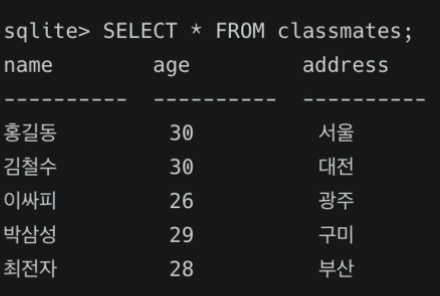 sqlite> SELECT * FROM classmates;
name        age         address
----------  ----------  ----------
홍길동         30          서울
김철수         30          대전
이싸피         26          광주
박삼성         29          구미
최전자         28          부산